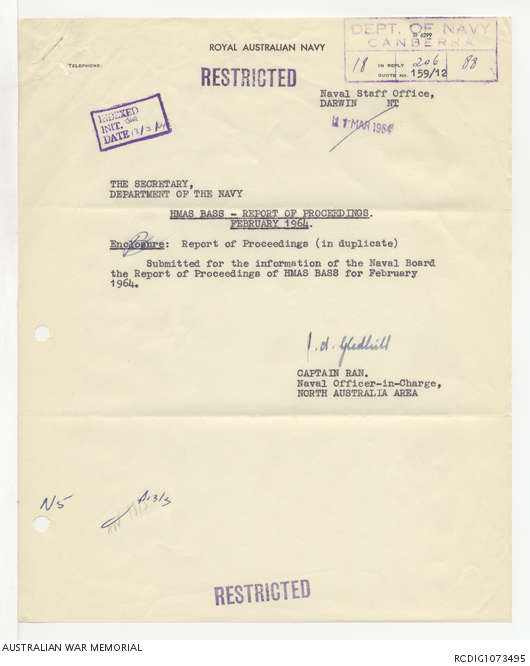 ROYAL AUSTRALIAN NAVY
TELEPHONE:
DEPT. OF NAVY
CANBERRA
18 IN REPLY 206 88
QUOTE No. 159/12
RESTRICTED
Naval Staff Office,
DARWIN NT
11 MAR 1964
INDEXED
INIT.
DATE
THE SECRETARY,
DEPARTMENT OF THE NAVY
HMAS BASS - REPORT OF PROCEEDINGS.
FEBRUARY 1964.
Enclosure: Report of Proceedings (in duplicate)
Submitted for the information of the Naval Board
the Report of Proceedings of HMAS BASS for February
1964.
CAPTAIN RAN.
Naval Officer-in-Charge,
NORTH AUSTRALIA AREA
N5
RESTRICTED
AUSTRALIAN WAR MEMORIAL
RCDIG1073495